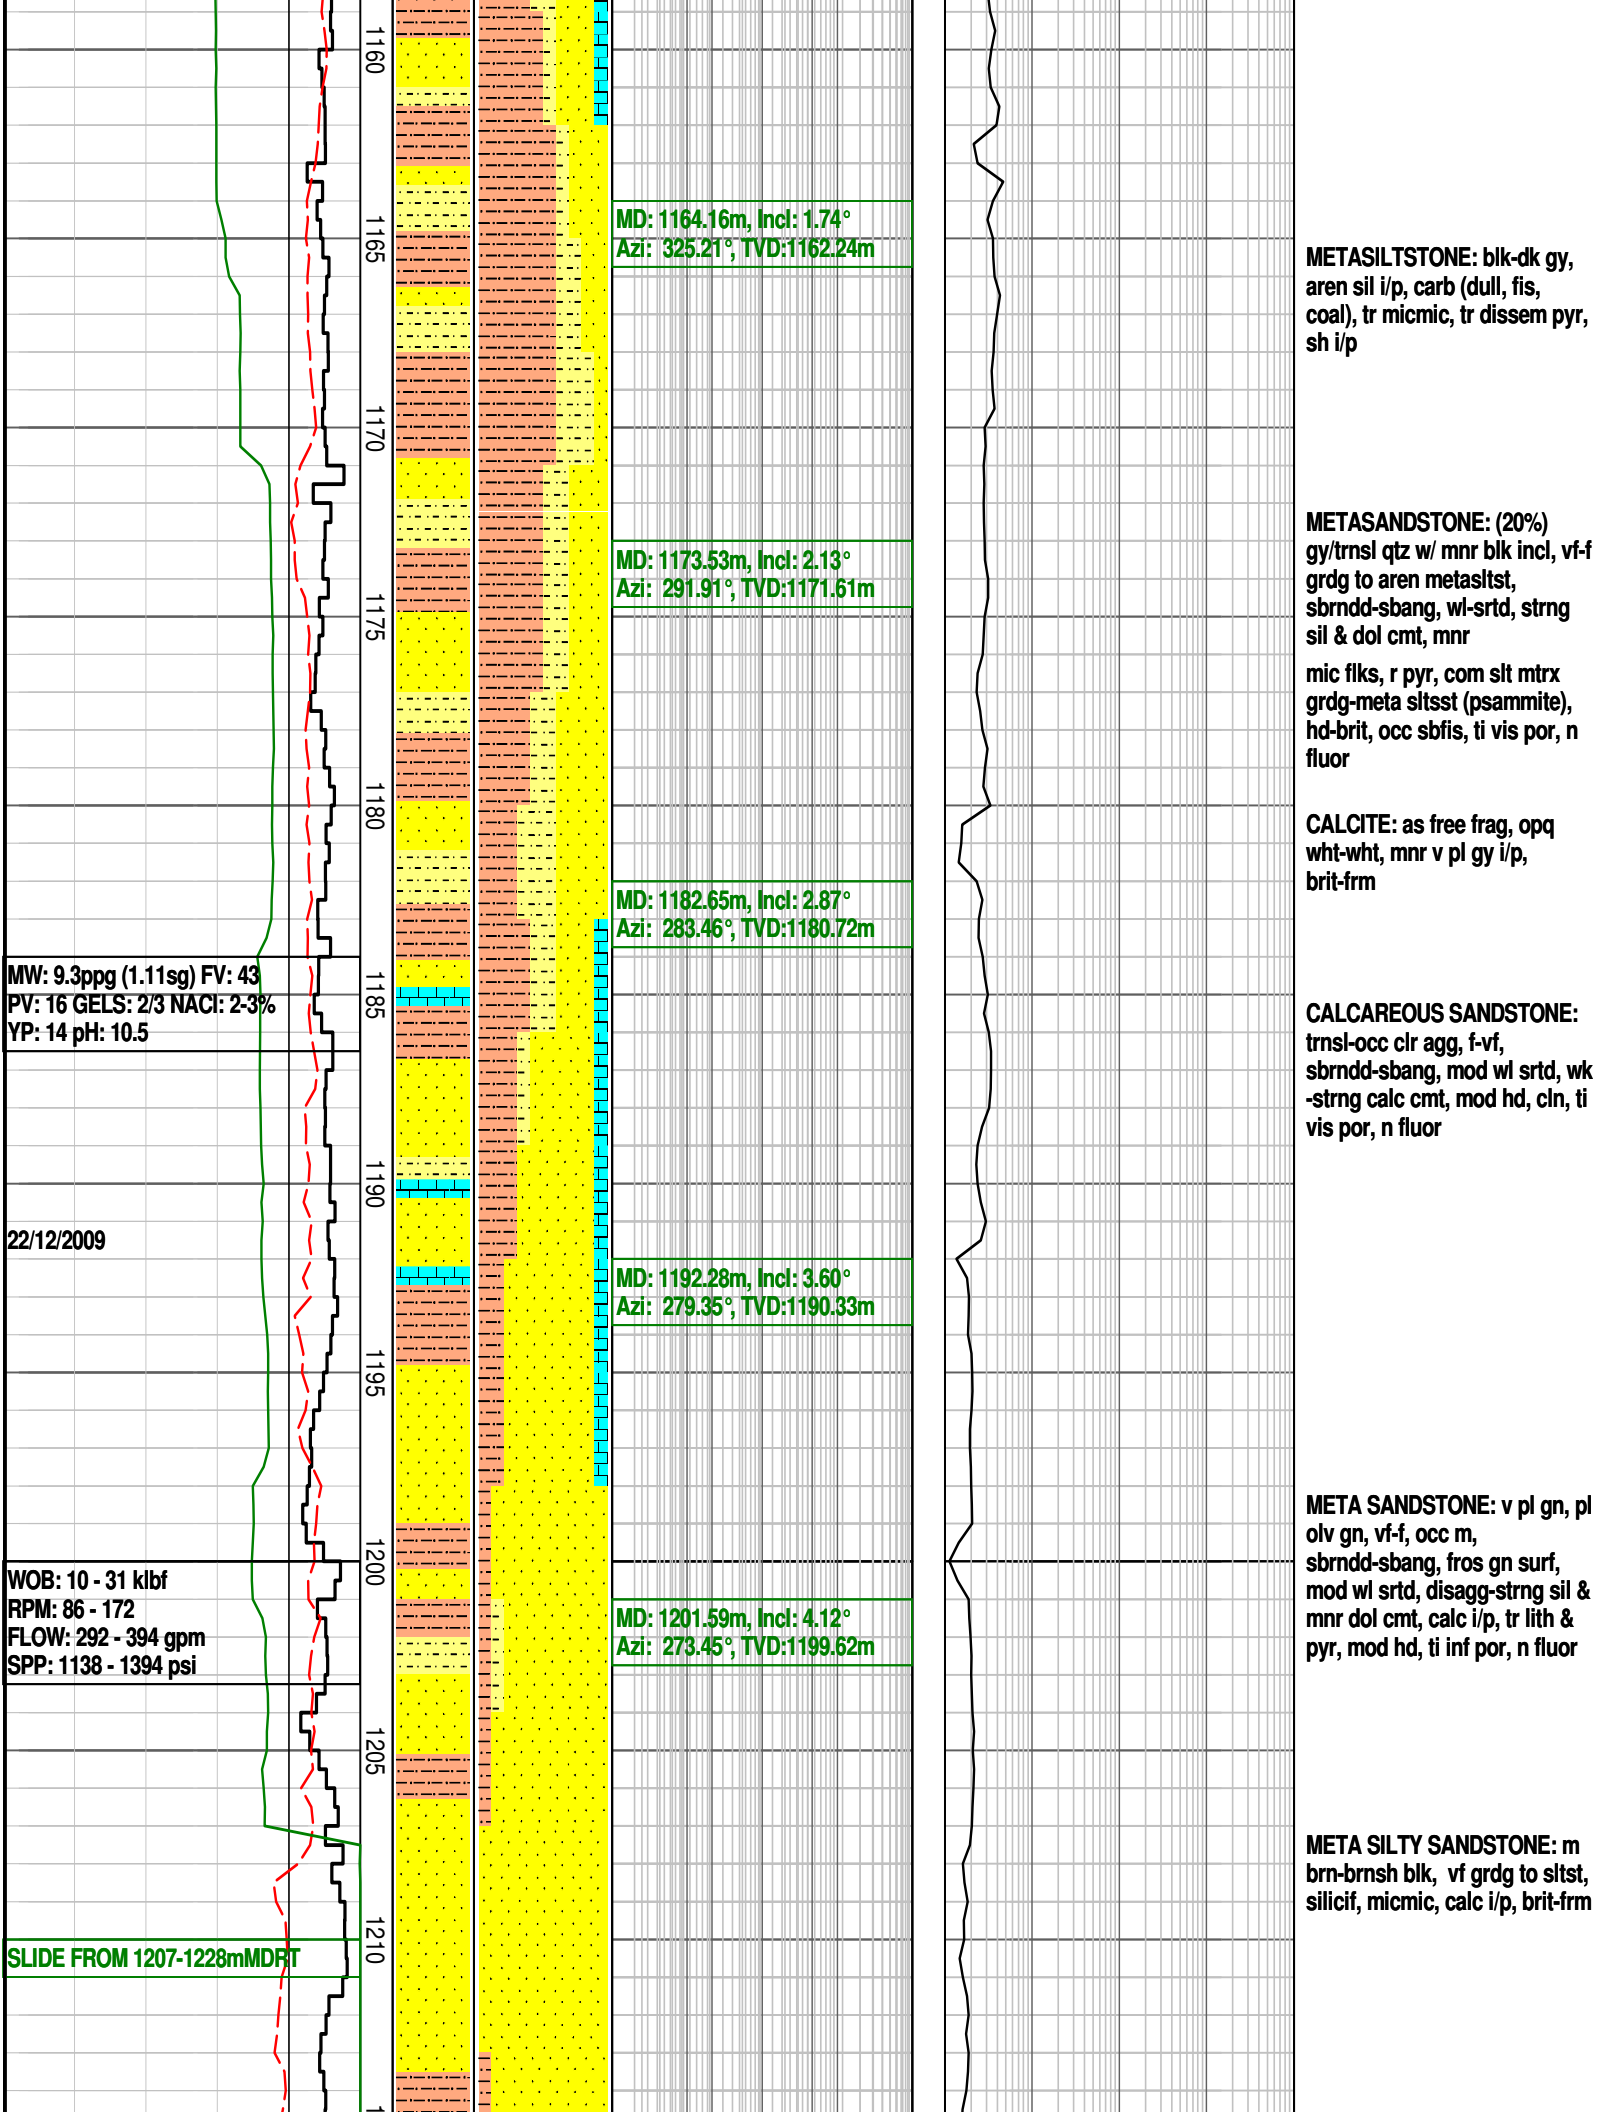 1160
1165
1170
1175
1180
1185
1190
1195
1200
1205
1210
MW: 9.3ppg (1.11sg) FV: 43
PV: 16 GELS: 2/3 NACl: 2-3%
YP: 14 pH: 10.5
22/12/2009
WOB: 10 - 31 klbf
RPM: 86 - 172
FLOW: 292 - 394 gpm
SPP: 1138 - 1394 psi
SLIDE FROM 1207-1228mMDRT
MD: 1164.16m, Incl: 1.74°
Azi: 325.21°, TVD:1162.24m
MD: 1173.53m, Incl: 2.13°
Azi: 291.91°, TVD:1171.61m
MD: 1182.65m, Incl: 2.87°
Azi: 283.46°, TVD:1180.72m
MD: 1192.28m, Incl: 3.60°
Azi: 279.35°, TVD:1190.33m
MD: 1201.59m, Incl: 4.12°
Azi: 273.45°, TVD:1199.62m
METASILTSTONE: blk-dk gy,
aren sil i/p, carb (dull, fis,
coal), tr micmic, tr dissem pyr,
sh i/p
METASANDSTONE: (20%)
gy/trnsl qtz w/ mnr blk incl, vf-f
grdg to aren metasltst,
sbrndd-sbang, wl-srtd, strng
sil & dol cmt, mnr
mic flks, r pyr, com slt mtrx
grdg-meta sltsst (psammite),
hd-brit, occ sbfis, ti vis por, n
fluor
CALCITE: as free frag, opq
wht-wht, mnr v pl gy i/p,
brit-frm
CALCAREOUS SANDSTONE:
trnsl-occ clr agg, f-vf,
sbrndd-sbang, mod wl srtd, wk
-strng calc cmt, mod hd, cln, ti
vis por, n fluor
META SANDSTONE: v pl gn, pl
olv gn, vf-f, occ m,
sbrndd-sbang, fros gn surf,
mod wl srtd, disagg-strng sil &
mnr dol cmt, calc i/p, tr lith &
pyr, mod hd, ti inf por, n fluor
META SILTY SANDSTONE: m
brn-brnsh blk, vf grdg to sltst,
silicif, micmic, calc i/p, brit-frm